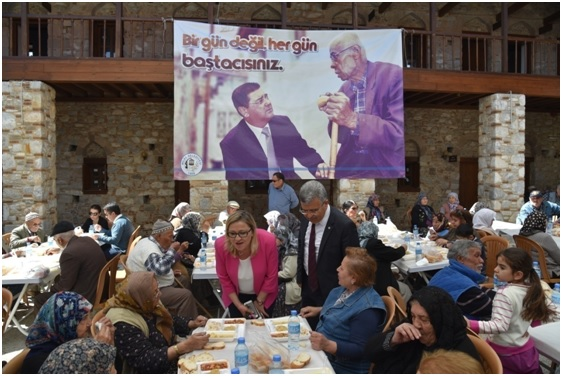 Bir gün değil, her gün
baştacısınız.